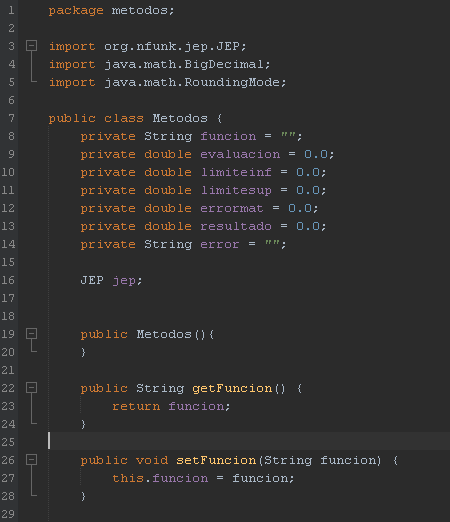 1 package metodos;
2
3 import org.nfunk.jep.JEP;
4 import java.math.BigDecimal;
5 import java.math.RoundingMode;
6
7 public class Metodos {
8 private String funcion = "";
9 private double evaluacion = 0.0;
10 private double limiteinf = 0.0;
11 private double limitesup = 0.0;
12 private double errormat = 0.0;
13 private double resultado = 0.0;
14 private String error = "";
15
16 JEP jep;
17
18
19 public Metodos(){
20 }
21
22 public String getFuncion() {
23 return funcion;
24 }
25
26 public void setFuncion(String funcion) {
27 this.funcion = funcion;
28 }
29